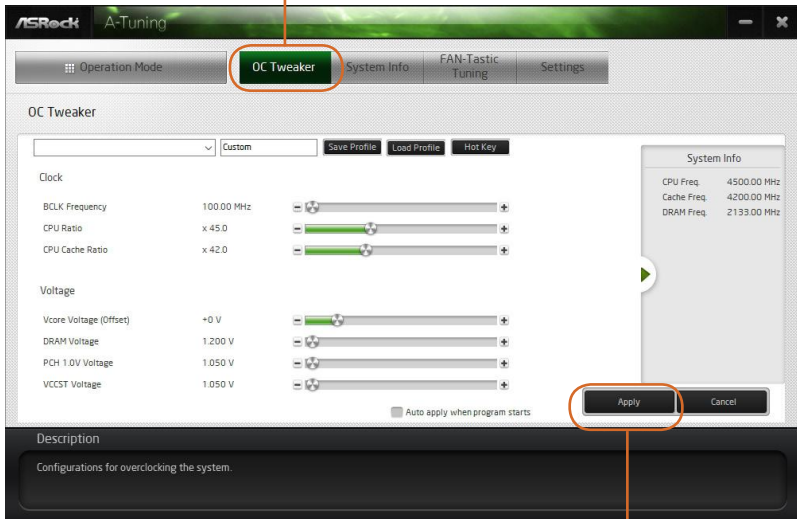 ASRock A-Tuning
Operation Mode
OC Tweaker
System Info
FAN-Tastic
Tuning
Settings
OC Tweaker
Custom
Save Profile
Load Profile
Hot Key
Clock
BCLK Frequency 100.00 MHz
CPU Ratio x 45.0
CPU Cache Ratio x 42.0
Voltage
Vcore Voltage (Offset) +0 V
DRAM Voltage 1.200 V
PCH 1.0V Voltage 1.050 V
VCCST Voltage 1.050 V
Auto apply when program starts
System Info
CPU Freq. 4500.00 MHz
Cache Freq. 4200.00 MHz
DRAM Freq. 2133.00 MHz
Apply
Cancel
Description
Configurations for overclocking the system.